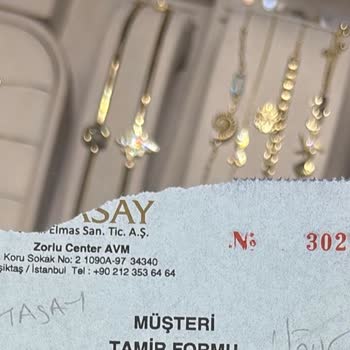 ASAY
Elmas San. Tic. A.Ş.
Zorlu Center AVM
Koru Sokak No: 2 1090A-97 34340
şiktaş / İstanbul Tel : +90 212 353 64 64
No 302
TAŞAY
MÜŞTERİ
TAMİR FORMU